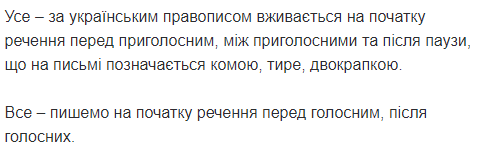 Усе – за українським правописом вживається на початку
речення перед приголосним, між приголосними та після паузи,
що на письмі позначається комою, тире, двокрапкою.
Все – пишемо на початку речення перед голосним, після
голосних.